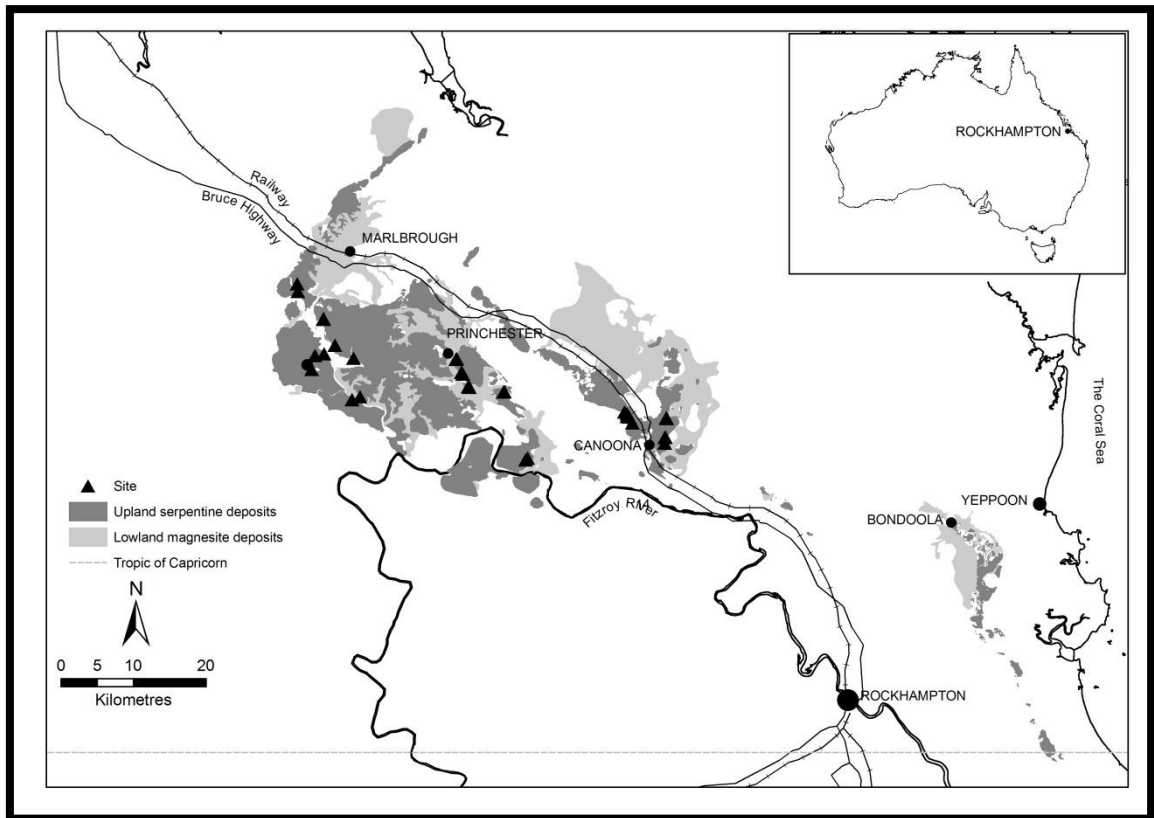 ROCKHAMPTON
Railway
Bruce Highway
MARLBROUGH
PRINCHESTER
CANOONA
The Coral Sea
Fitzroy River
YEPPOON
BONDOOLA
Site
Upland serpentine deposits
Lowland magnesite deposits
Tropic of Capricorn
N
0 5 10 20
Kilometres
ROCKHAMPTON